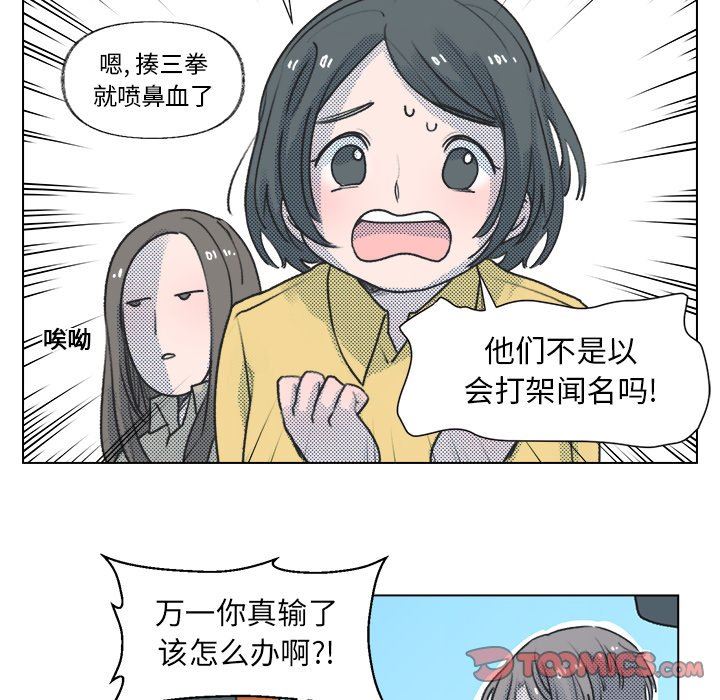 嗯, 揍三拳
就喷鼻血了
唉呦
他们不是以
会打架闻名吗!
万一你真输了
该怎么办啊?!
TOOMICS.COM